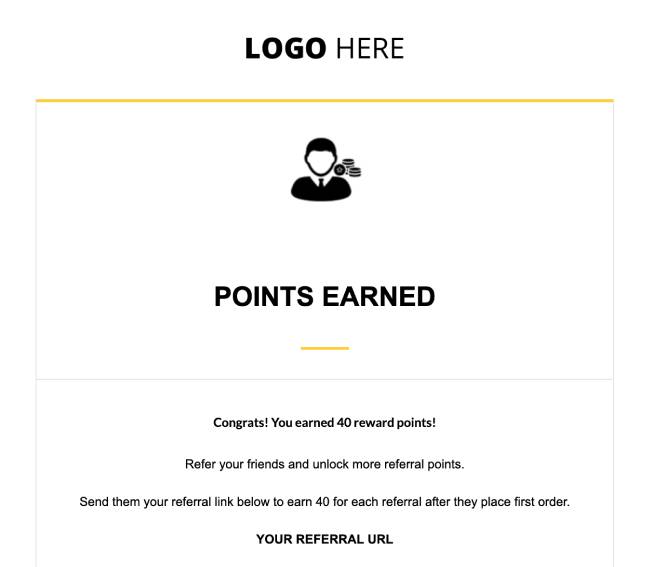 LOGO HERE
POINTS EARNED
Congrats! You earned 40 reward points!
Refer your friends and unlock more referral points.
Send them your referral link below to earn 40 for each referral after they place first order.
YOUR REFERRAL URL